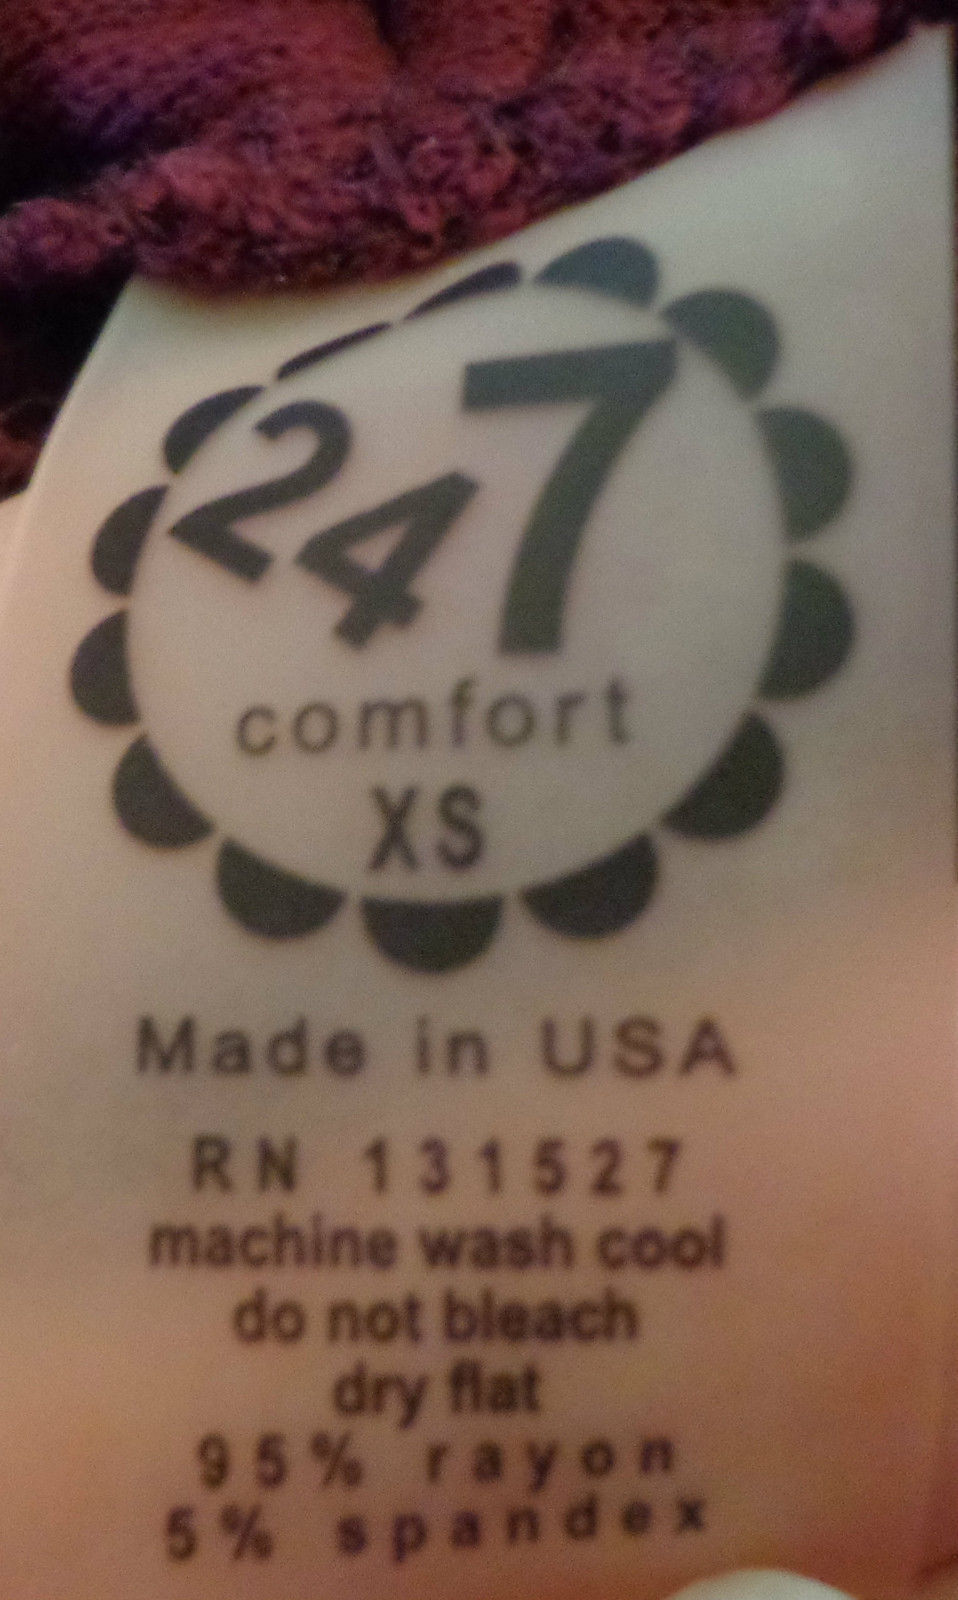 247
comfort
XS
Made in USA
RN 131527
machine wash cool
do not bleach
dry flat
95% rayon
5% spandex